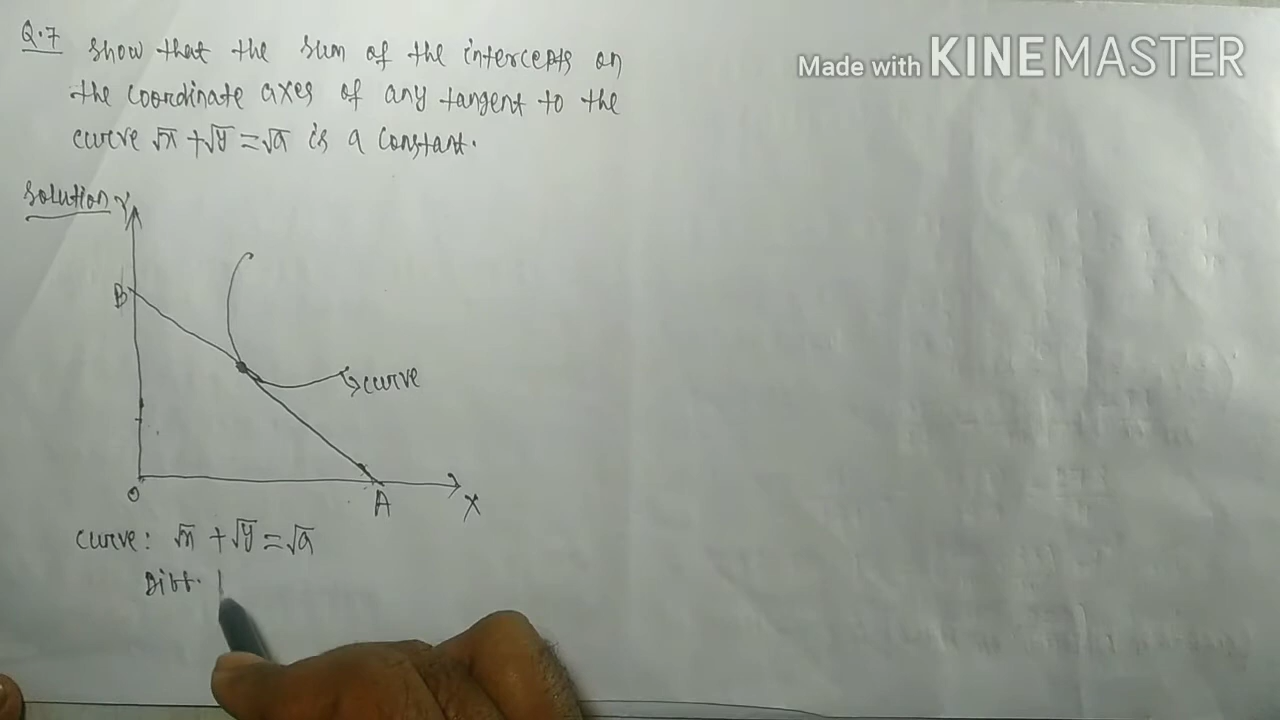 Q.7 Show that the sum of the intercepts on
the coordinate axes of any tangent to the
curve √x + √y = √a is a constant.
Made with KINEMASTER
Solution
Y
B
curve
O
A
X
curve: √x + √y = √a
Diff.